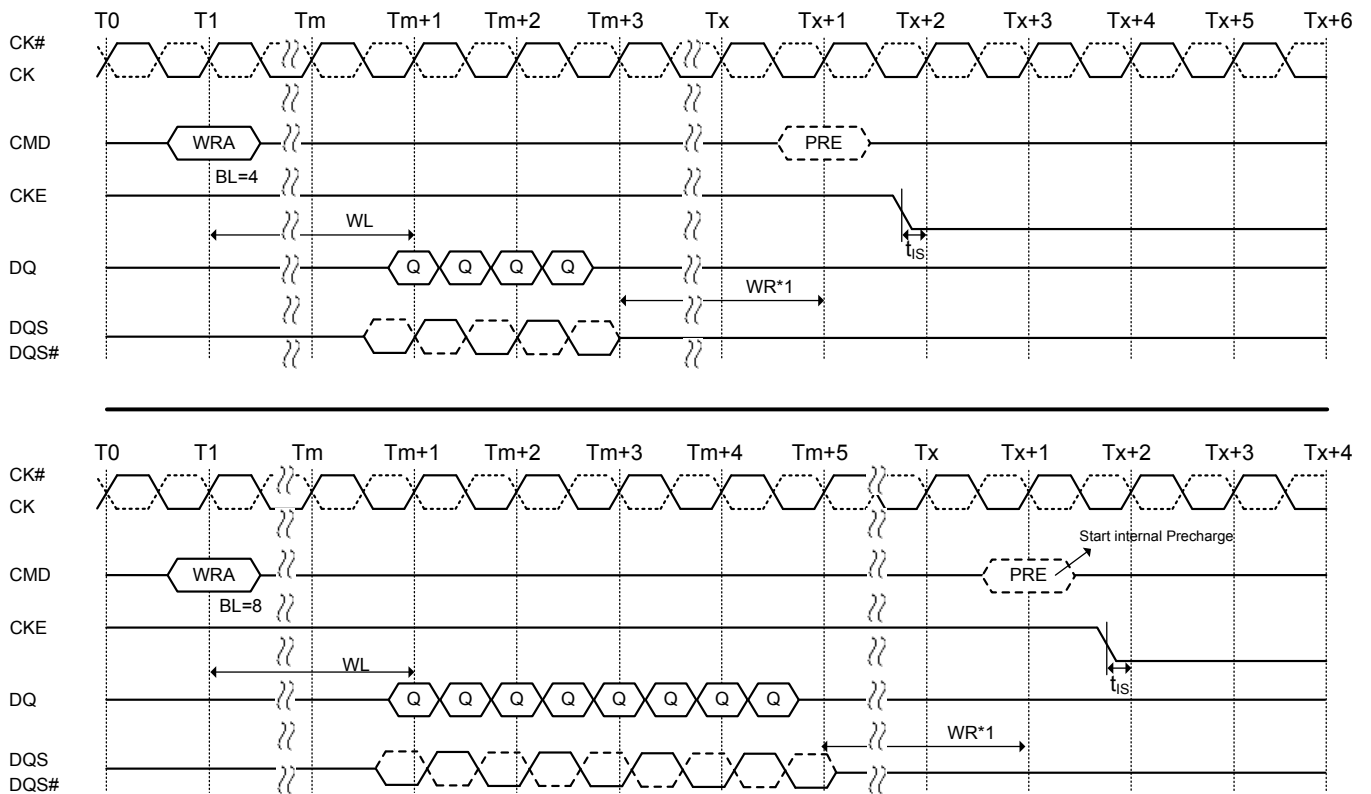 T0 T1 Tm Tm+1 Tm+2 Tm+3 Tx Tx+1 Tx+2 Tx+3 Tx+4 Tx+5 Tx+6
CK#
CK
CMD WRA PRE
BL=4
CKE
WL
tIS
DQ Q Q Q Q
WR*1
DQS
DQS#
T0 T1 Tm Tm+1 Tm+2 Tm+3 Tm+4 Tm+5 Tx Tx+1 Tx+2 Tx+3 Tx+4
CK#
CK
Start internal Precharge
CMD WRA PRE
BL=8
CKE
WL
tIS
DQ Q Q Q Q Q Q Q Q
WR*1
DQS
DQS#